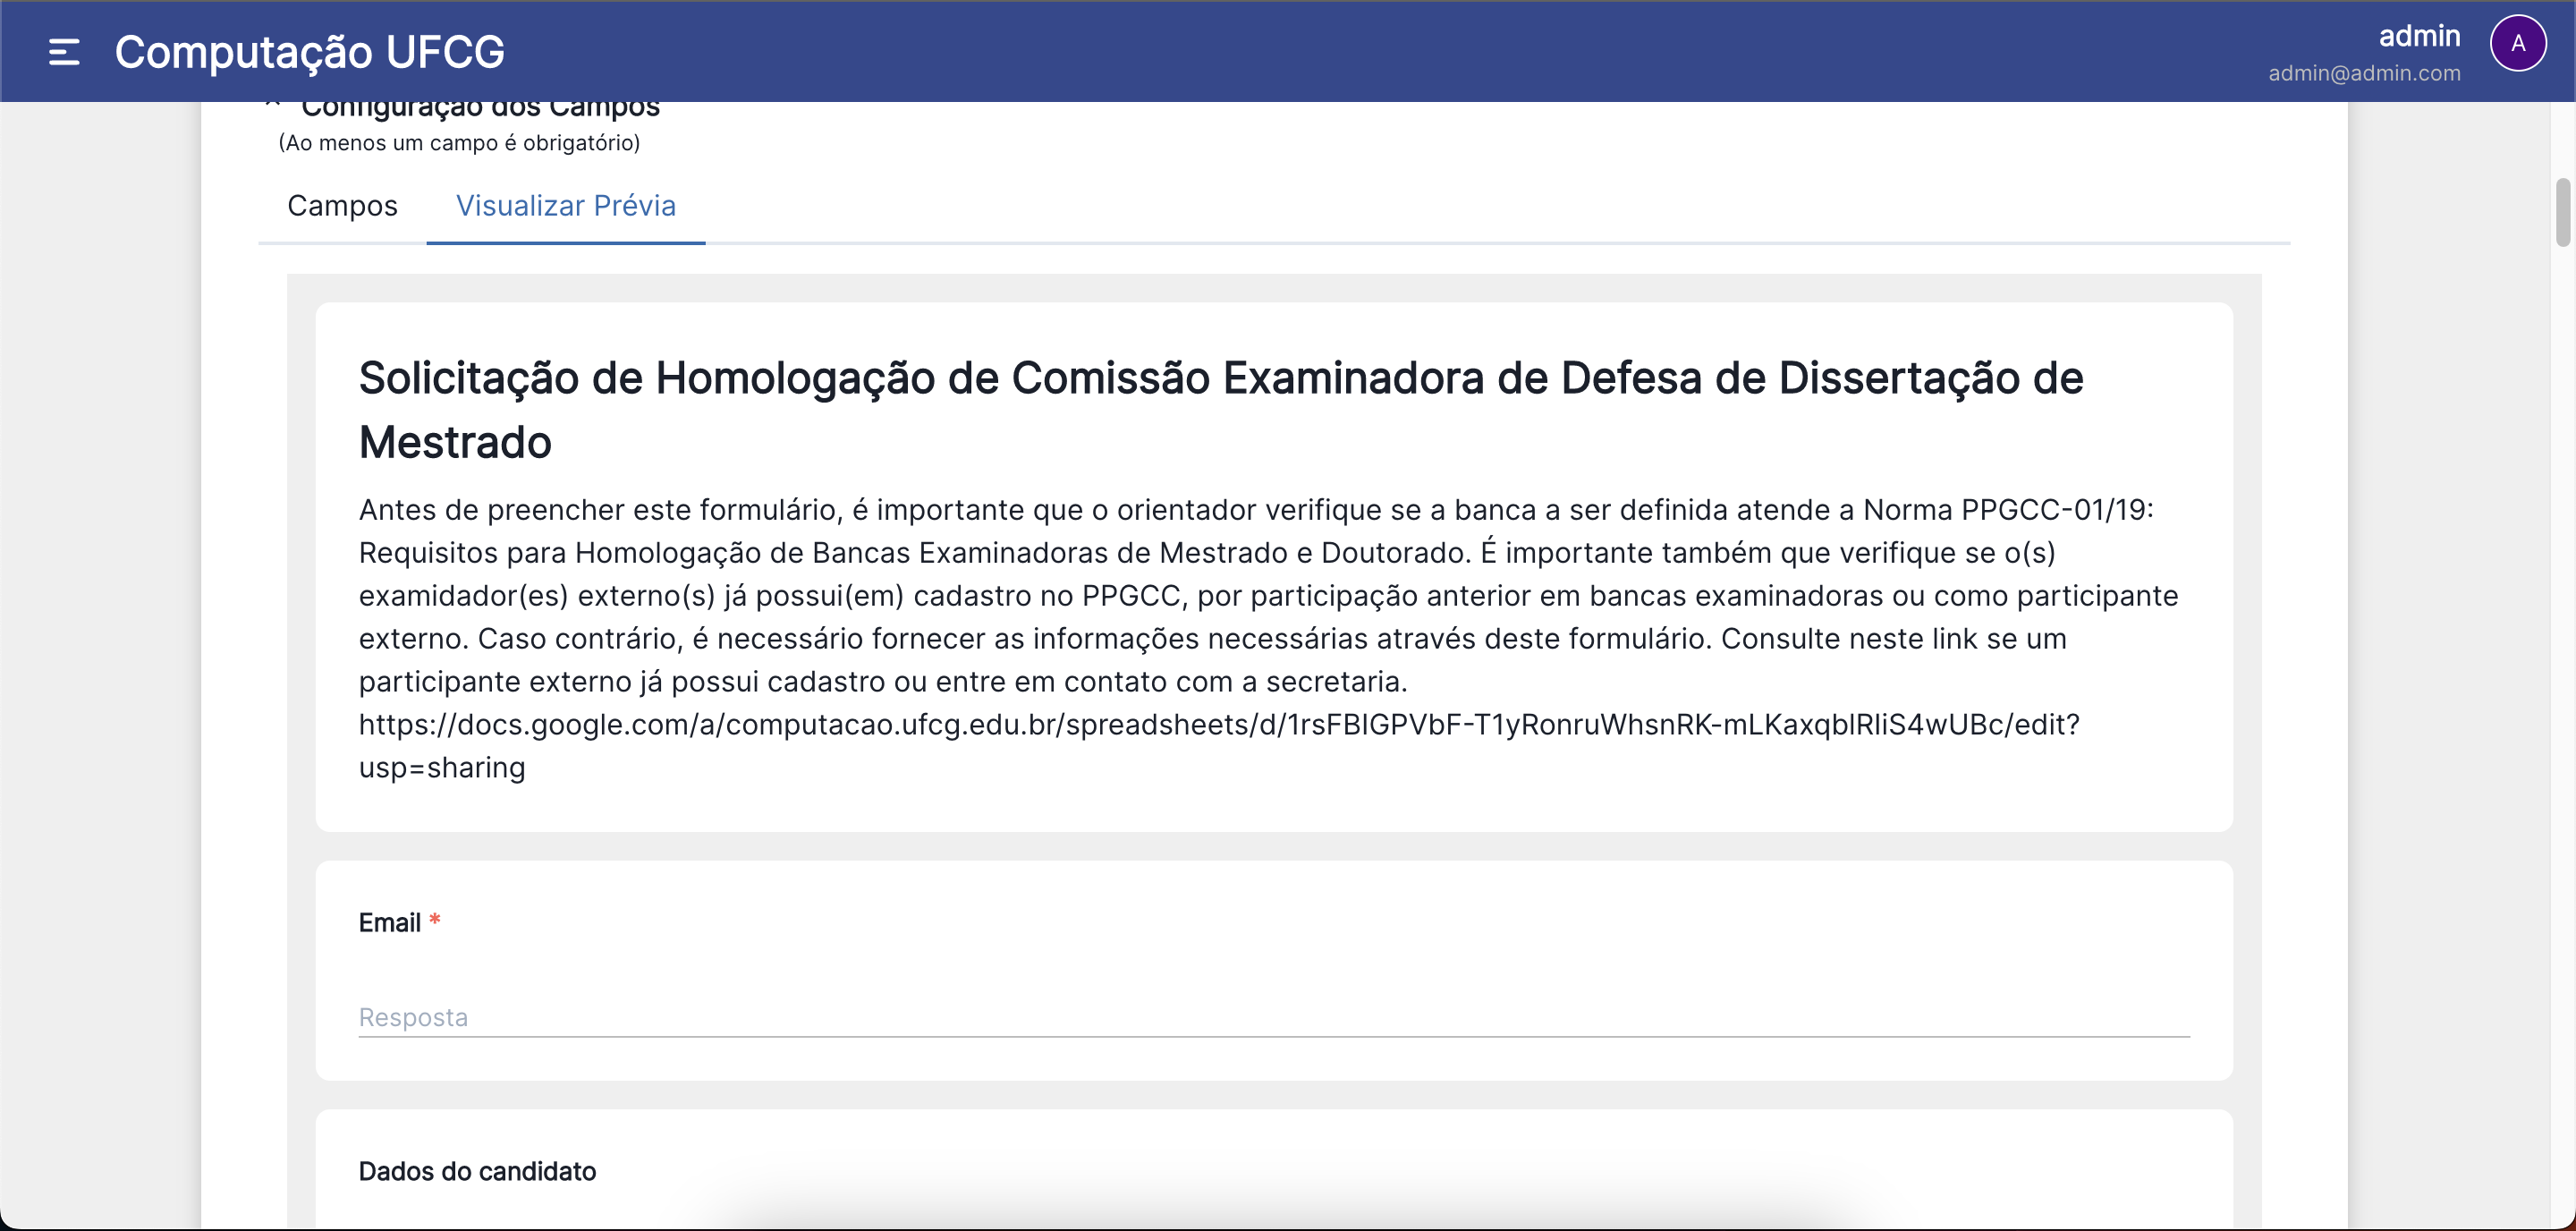 Computação UFCG
admin
admin@admin.com
A
Configuração dos Campos
(Ao menos um campo é obrigatório)
Campos
Visualizar Prévia
Solicitação de Homologação de Comissão Examinadora de Defesa de Dissertação de
Mestrado
Antes de preencher este formulário, é importante que o orientador verifique se a banca a ser definida atende a Norma PPGCC-01/19:
Requisitos para Homologação de Bancas Examinadoras de Mestrado e Doutorado. É importante também que verifique se o(s)
examidador(es) externo(s) já possui(em) cadastro no PPGCC, por participação anterior em bancas examinadoras ou como participante
externo. Caso contrário, é necessário fornecer as informações necessárias através deste formulário. Consulte neste link se um
participante externo já possui cadastro ou entre em contato com a secretaria.
https://docs.google.com/a/computacao.ufcg.edu.br/spreadsheets/d/1rsFBIGPVbF-T1yRonruWhsnRK-mLKaxqbIRliS4wUBc/edit?
usp=sharing
Email *
Resposta
Dados do candidato